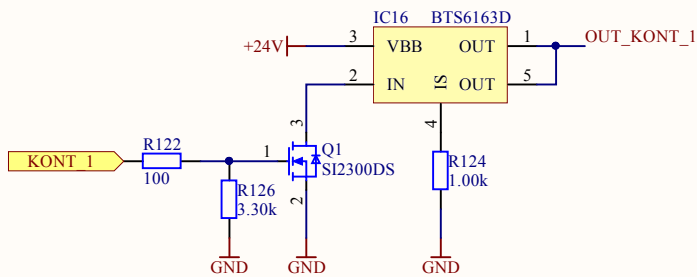 IC16 BTS6163D
+24V 3 VBB OUT 1 OUT_KONT_1
2 IN IS OUT 5
4
3
R122 1 Q1 R124
KONT_1 SI2300DS 1.00k
100 R126
3.30k 2
GND GND GND